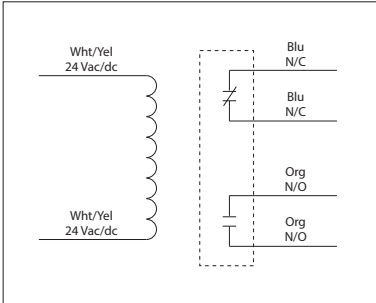 Wht/Yel
24 Vac/dc
Wht/Yel
24 Vac/dc
Blu
N/C
Blu
N/C
Org
N/O
Org
N/O